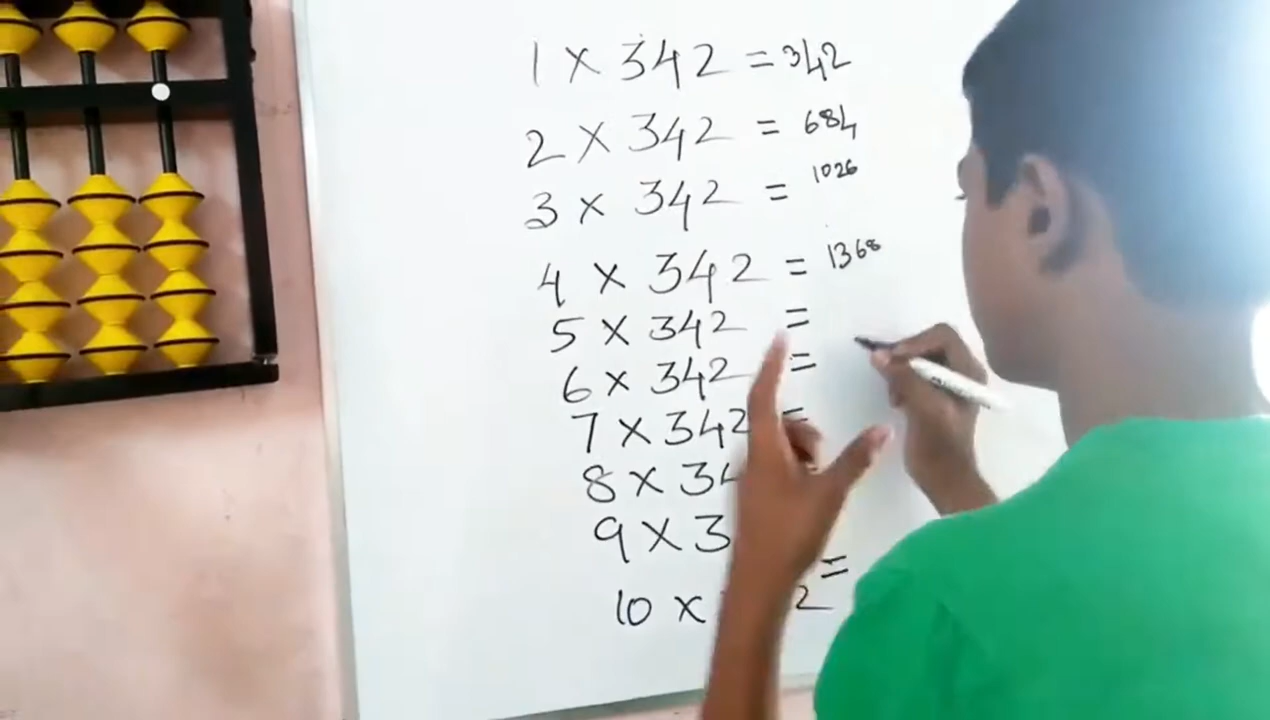 1 × 342 = 342
2 × 342 = 684
3 × 342 = 1026
4 × 342 = 1368
5 × 342 =
6 × 342 =
7 × 342 =
8 × 34
9 × 3
10 × 2 =